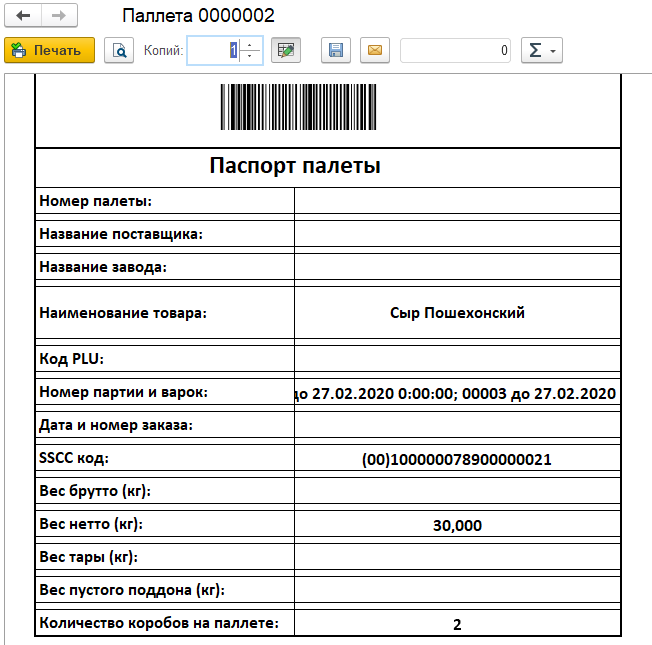 Паллета 0000002
Печать Копий: 1 0 Σ
Паспорт палеты
Номер палеты:
Название поставщика:
Название завода:
Наименование товара: Сыр Пошехонский
Код PLU:
Номер партии и варок: до 27.02.2020 0:00:00; 00003 до 27.02.2020
Дата и номер заказа:
SSCC код: (00)100000078900000021
Вес брутто (кг):
Вес нетто (кг): 30,000
Вес тары (кг):
Вес пустого поддона (кг):
Количество коробов на паллете: 2